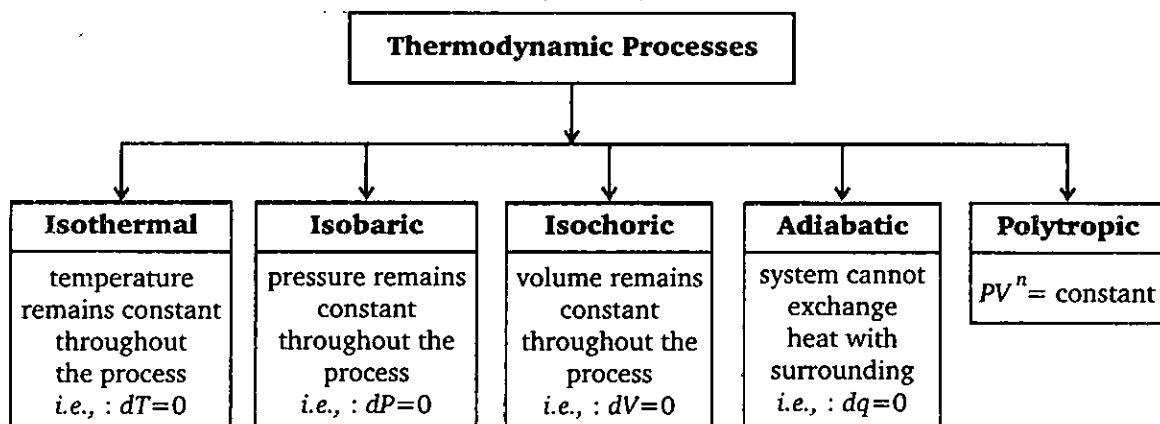 Thermodynamic Processes
Isothermal
temperature
remains constant
throughout
the process
i.e., : dT=0
Isobaric
pressure remains
constant
throughout the
process
i.e., : dP=0
Isochoric
volume remains
constant
throughout the
process
i.e., : dV=0
Adiabatic
system cannot
exchange
heat with
surrounding
i.e., : dq=0
Polytropic
PVⁿ= constant